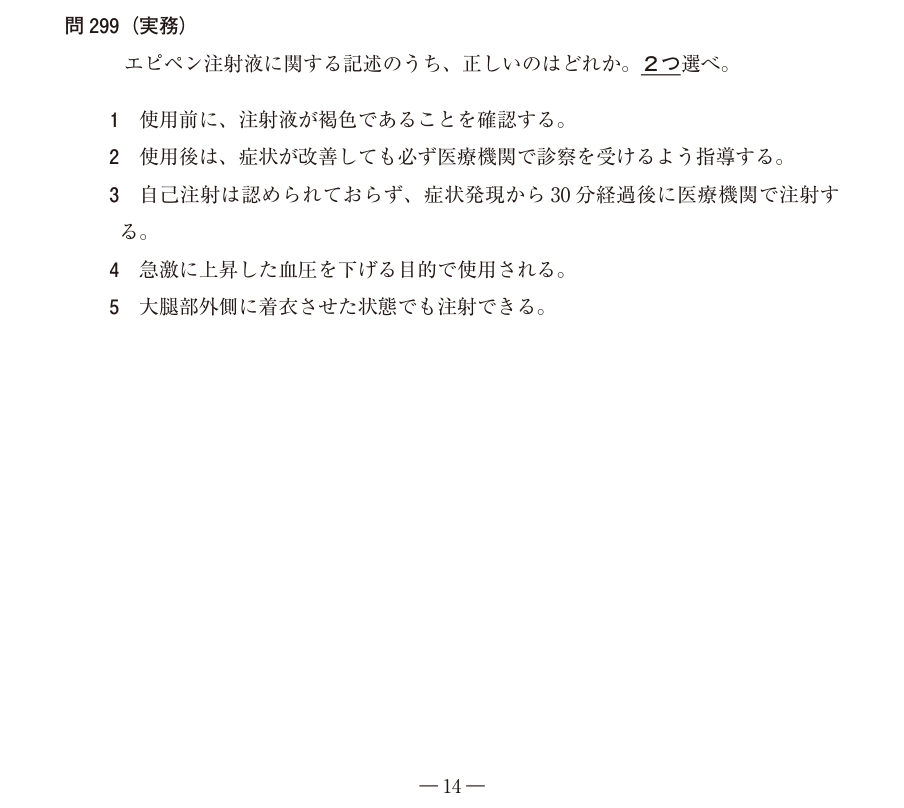 問 299（実務）
エピペン注射液に関する記述のうち、正しいのはどれか。２つ選べ。
1　使用前に、注射液が褐色であることを確認する。
2　使用後は、症状が改善しても必ず医療機関で診察を受けるよう指導する。
3　自己注射は認められておらず、症状発現から 30 分経過後に医療機関で注射す
る。
4　急激に上昇した血圧を下げる目的で使用される。
5　大腿部外側に着衣させた状態でも注射できる。
― 14 ―